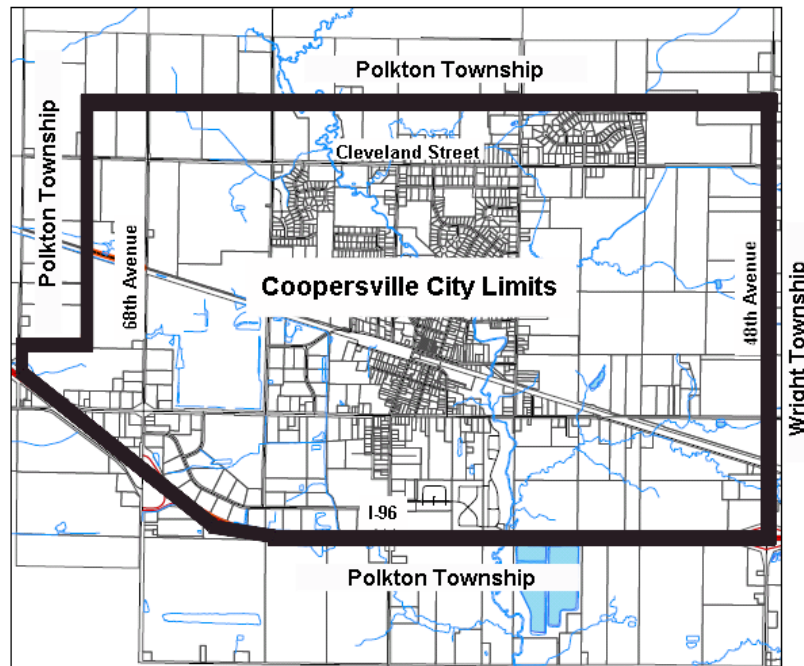 Polkton Township
Cleveland Street
Polkton Township
68th Avenue
Coopersville City Limits
48th Avenue
Wright Township
I-96
Polkton Township